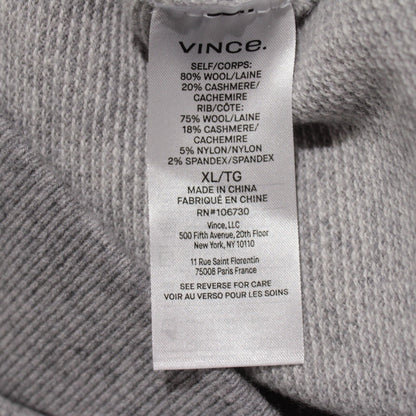 VINCE.
SELF/CORPS:
80% WOOL/LAINE
20% CASHMERE/
CACHEMIRE
RIB/CÔTE:
75% WOOL/LAINE
18% CASHMERE/
CACHEMIRE
5% NYLON/NYLON
2% SPANDEX/SPANDEX
XL/TG
MADE IN CHINA
FABRIQUÉ EN CHINE
RN#106730
Vince, LLC
500 Fifth Avenue, 20th Floor
New York, NY 10110
11 Rue Saint Florentin
75008 Paris France
SEE REVERSE FOR CARE
VOIR AU VERSO POUR LES SOINS